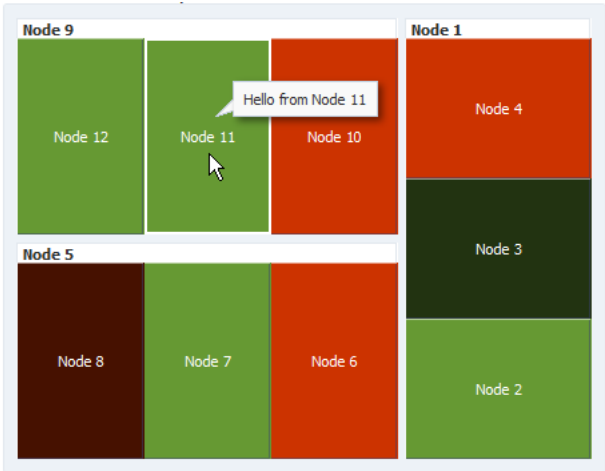 Node 9
Node 12
Node 11
Hello from Node 11
Node 10
Node 5
Node 8
Node 7
Node 6
Node 1
Node 4
Node 3
Node 2